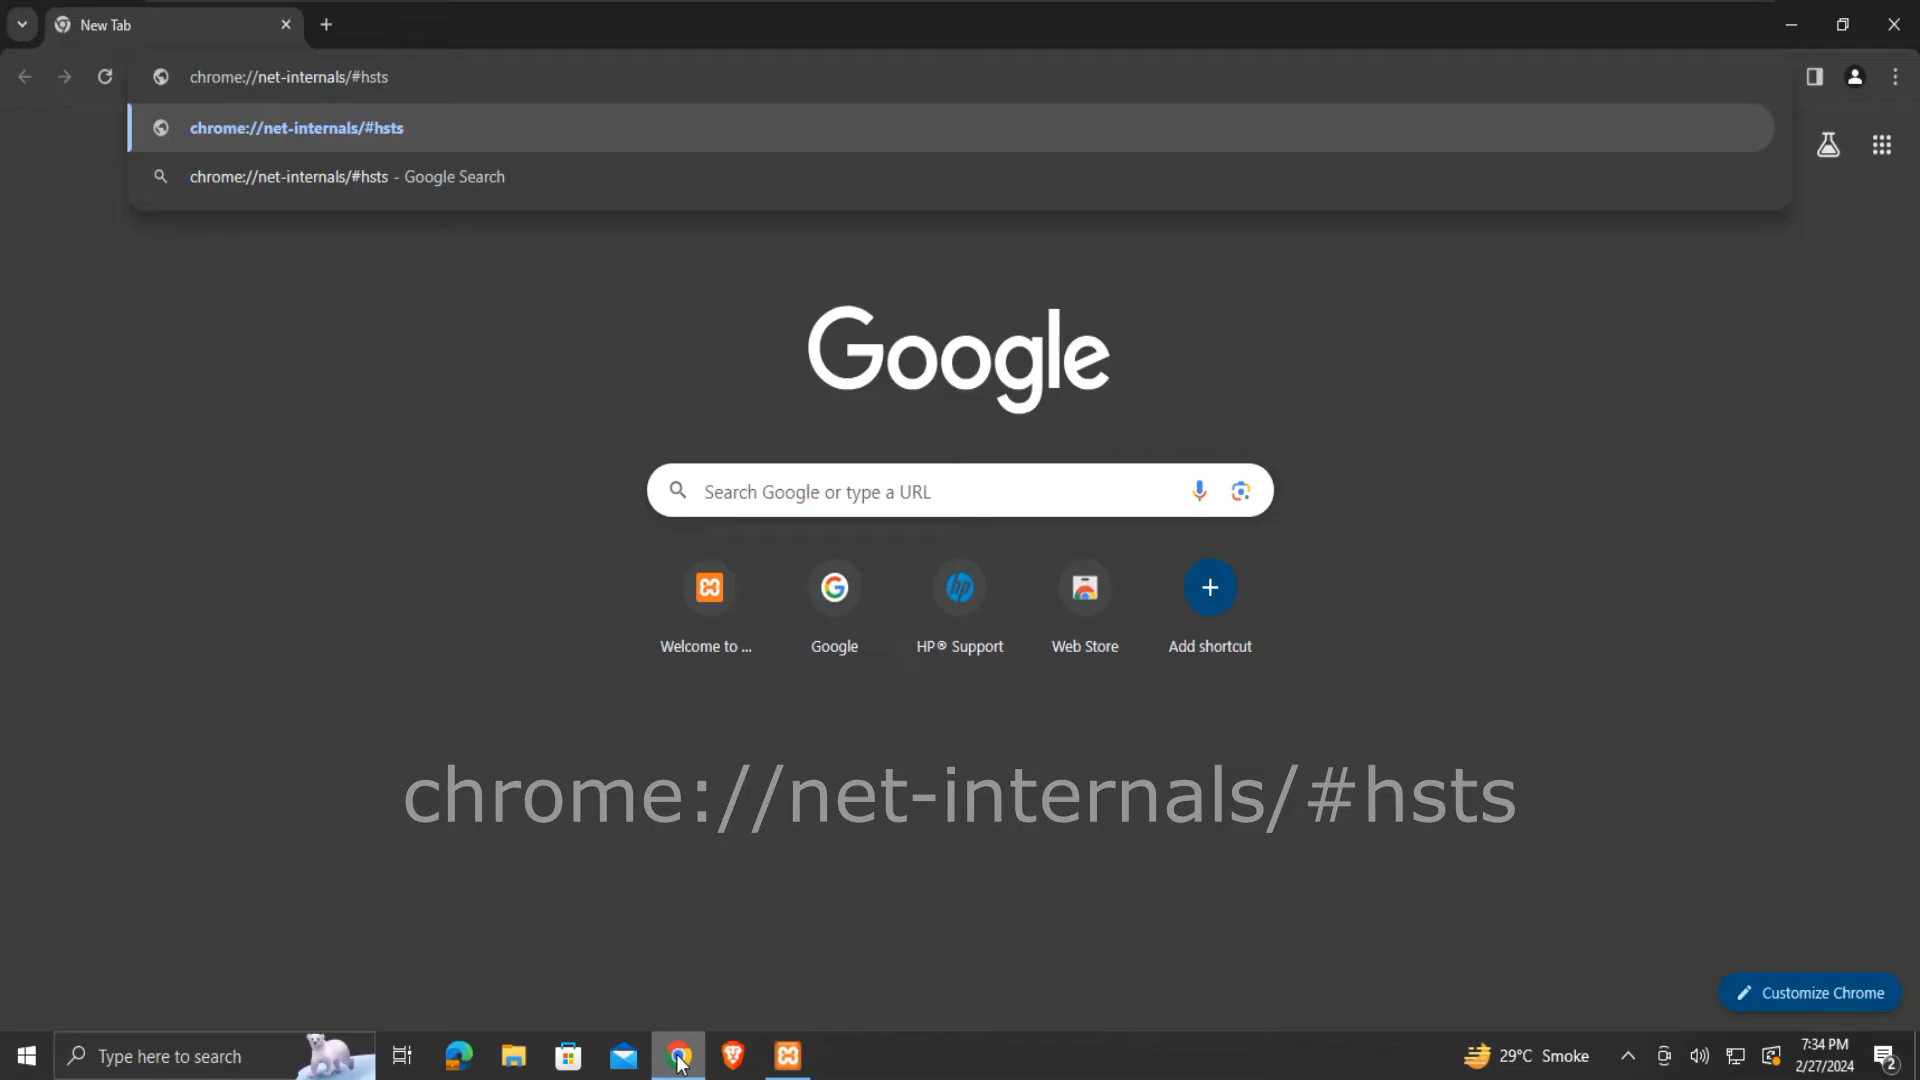 New Tab
chrome://net-internals/#hsts
chrome://net-internals/#hsts
chrome://net-internals/#hsts - Google Search
Google
Search Google or type a URL
Welcome to ...
Google
HP® Support
Web Store
Add shortcut
chrome://net-internals/#hsts
Customize Chrome
Type here to search
29°C Smoke
7:34 PM
2/27/2024
2